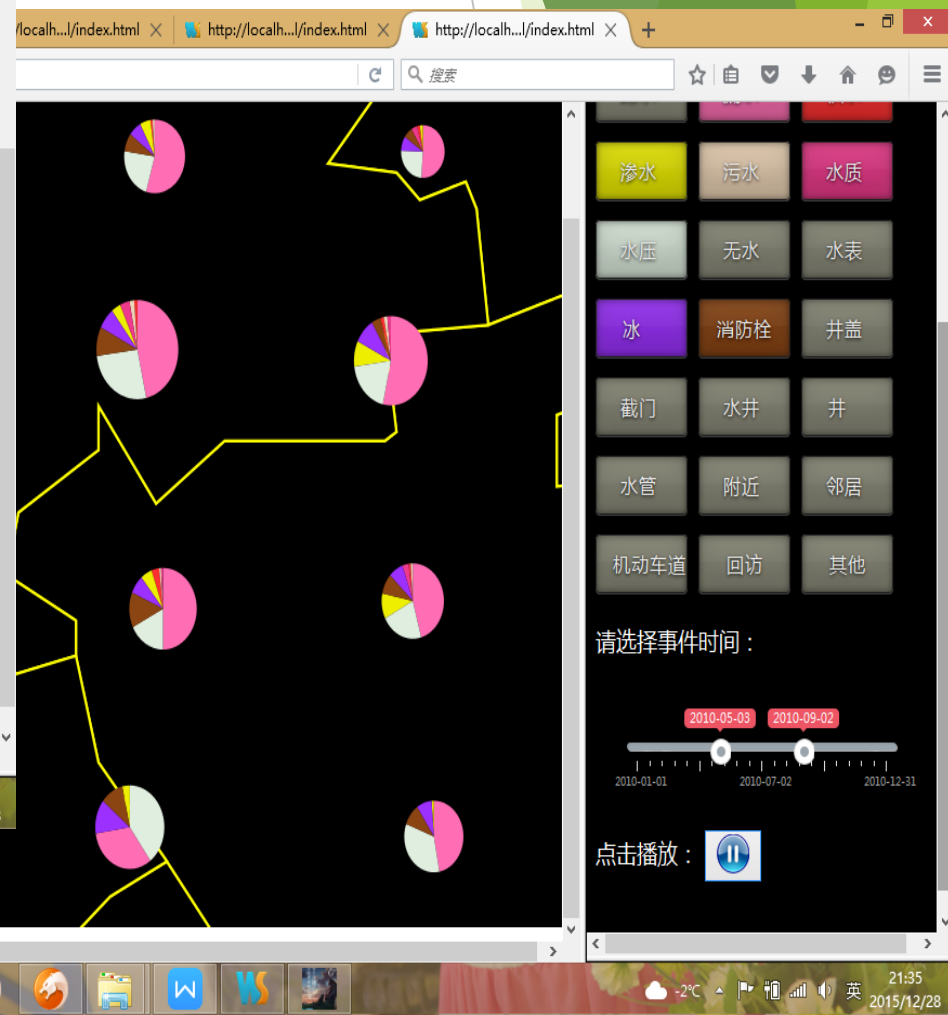 /localh...l/index.html
http://localh...l/index.html
http://localh...l/index.html
搜索
渗水
污水
水质
水压
无水
水表
冰
消防栓
井盖
截门
水井
井
水管
附近
邻居
机动车道
回访
其他
请选择事件时间：
2010-05-03
2010-09-02
2010-01-01
2010-07-02
2010-12-31
点击播放：
-2℃
英
21:35
2015/12/28